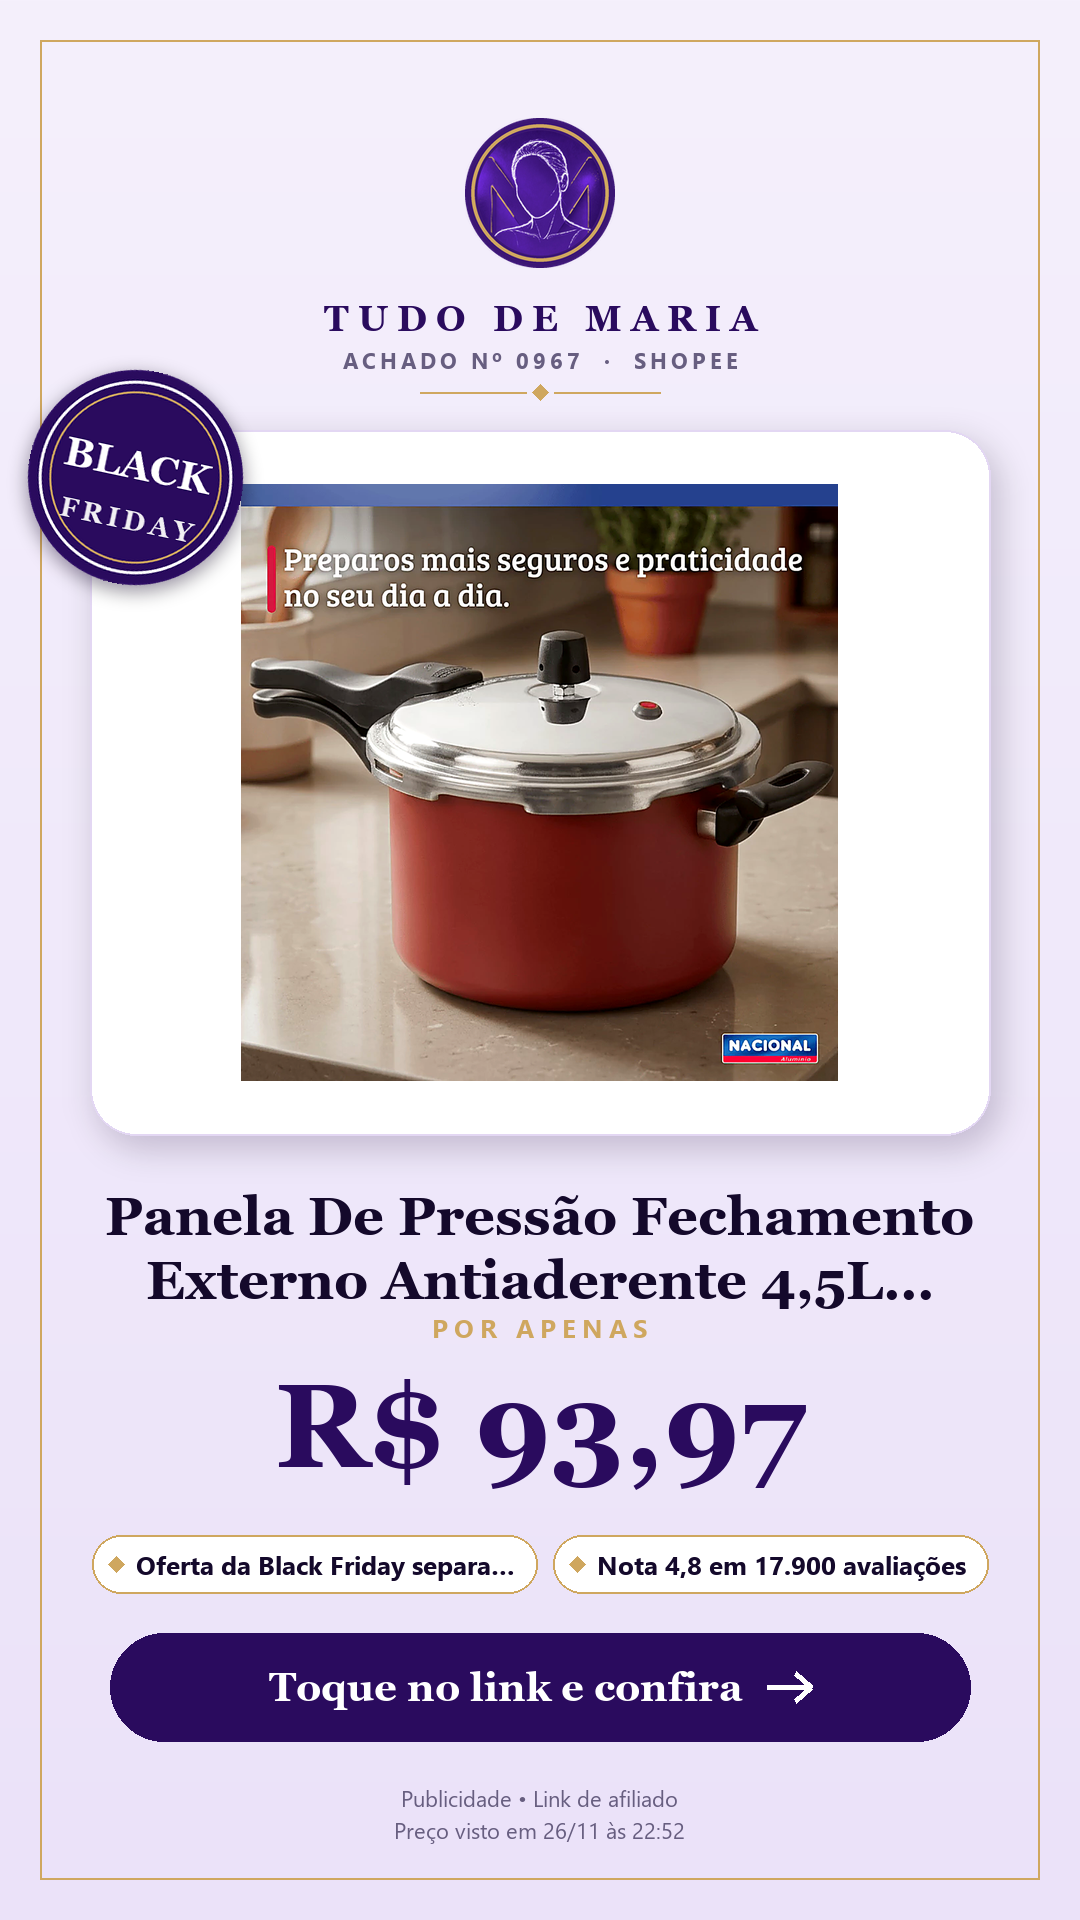 TUDO DE MARIA
ACHADO Nº 0967 · SHOPEE
BLACK
FRIDAY
Preparos mais seguros e praticidade
no seu dia a dia.
NACIONAL
Alumínio
Panela De Pressão Fechamento
Externo Antiaderente 4,5L...
POR APENAS
R$ 93,97
Oferta da Black Friday separa...
Nota 4,8 em 17.900 avaliações
Toque no link e confira →
Publicidade • Link de afiliado
Preço visto em 26/11 às 22:52